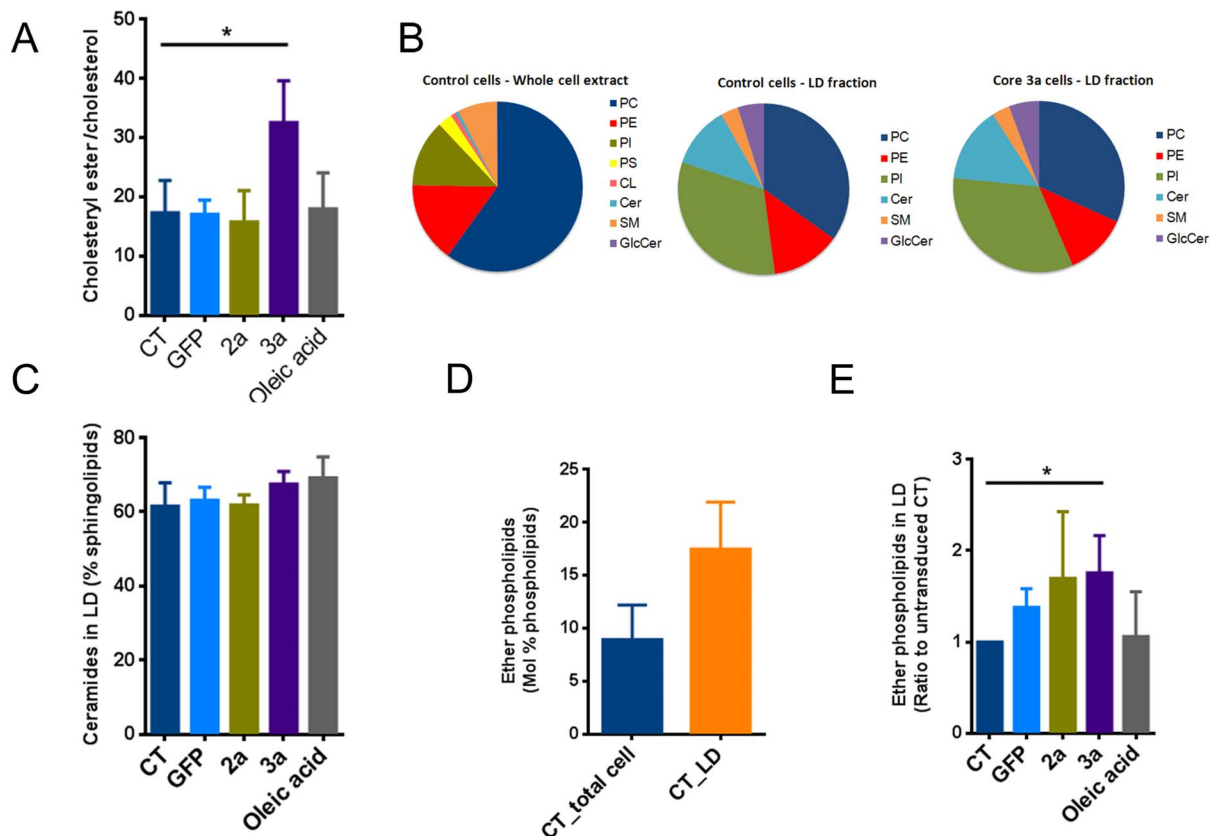 A
Cholesteryl ester /cholesterol
50
40
30
20
10
0
*
CT
GFP
2a
3a
Oleic acid
B
Control cells - Whole cell extract
PC
PE
PI
PS
CL
Cer
SM
GlcCer
Control cells - LD fraction
PC
PE
PI
Cer
SM
GlcCer
Core 3a cells - LD fraction
PC
PE
PI
Cer
SM
GlcCer
C
Ceramides in LD (% sphingolipids)
80
60
40
20
0
CT
GFP
2a
3a
Oleic acid
D
Ether phospholipids
(Mol % phospholipids)
25
20
15
10
5
0
CT_total cell
CT_LD
E
Ether phospholipids in LD
(Ratio to untransduced CT)
3
2
1
0
*
CT
GFP
2a
3a
Oleic acid